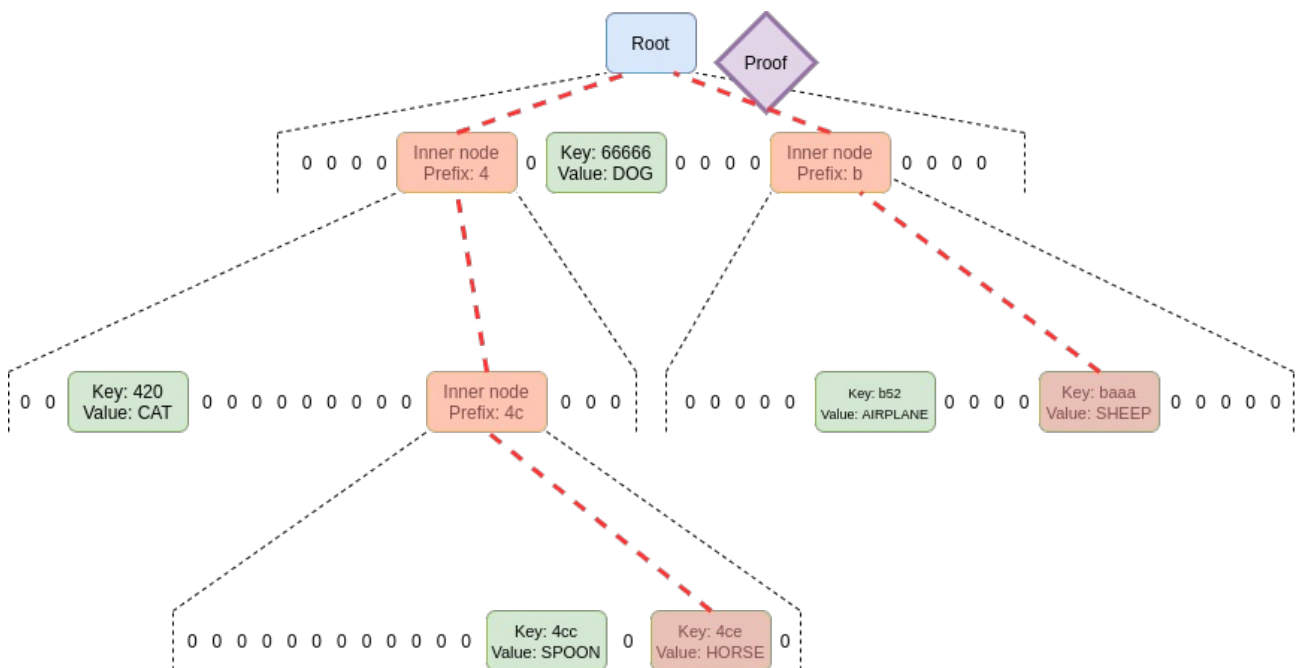 Root
Proof
0 0 0 0
Inner node
Prefix: 4
0
Key: 66666
Value: DOG
0 0 0 0
Inner node
Prefix: b
0 0 0 0
0 0
Key: 420
Value: CAT
0 0 0 0 0 0 0 0 0
Inner node
Prefix: 4c
0 0 0
0 0 0 0 0
Key: b52
Value: AIRPLANE
0 0 0 0
Key: baaa
Value: SHEEP
0 0 0 0 0
0 0 0 0 0 0 0 0 0 0 0 0
Key: 4cc
Value: SPOON
0
Key: 4ce
Value: HORSE
0